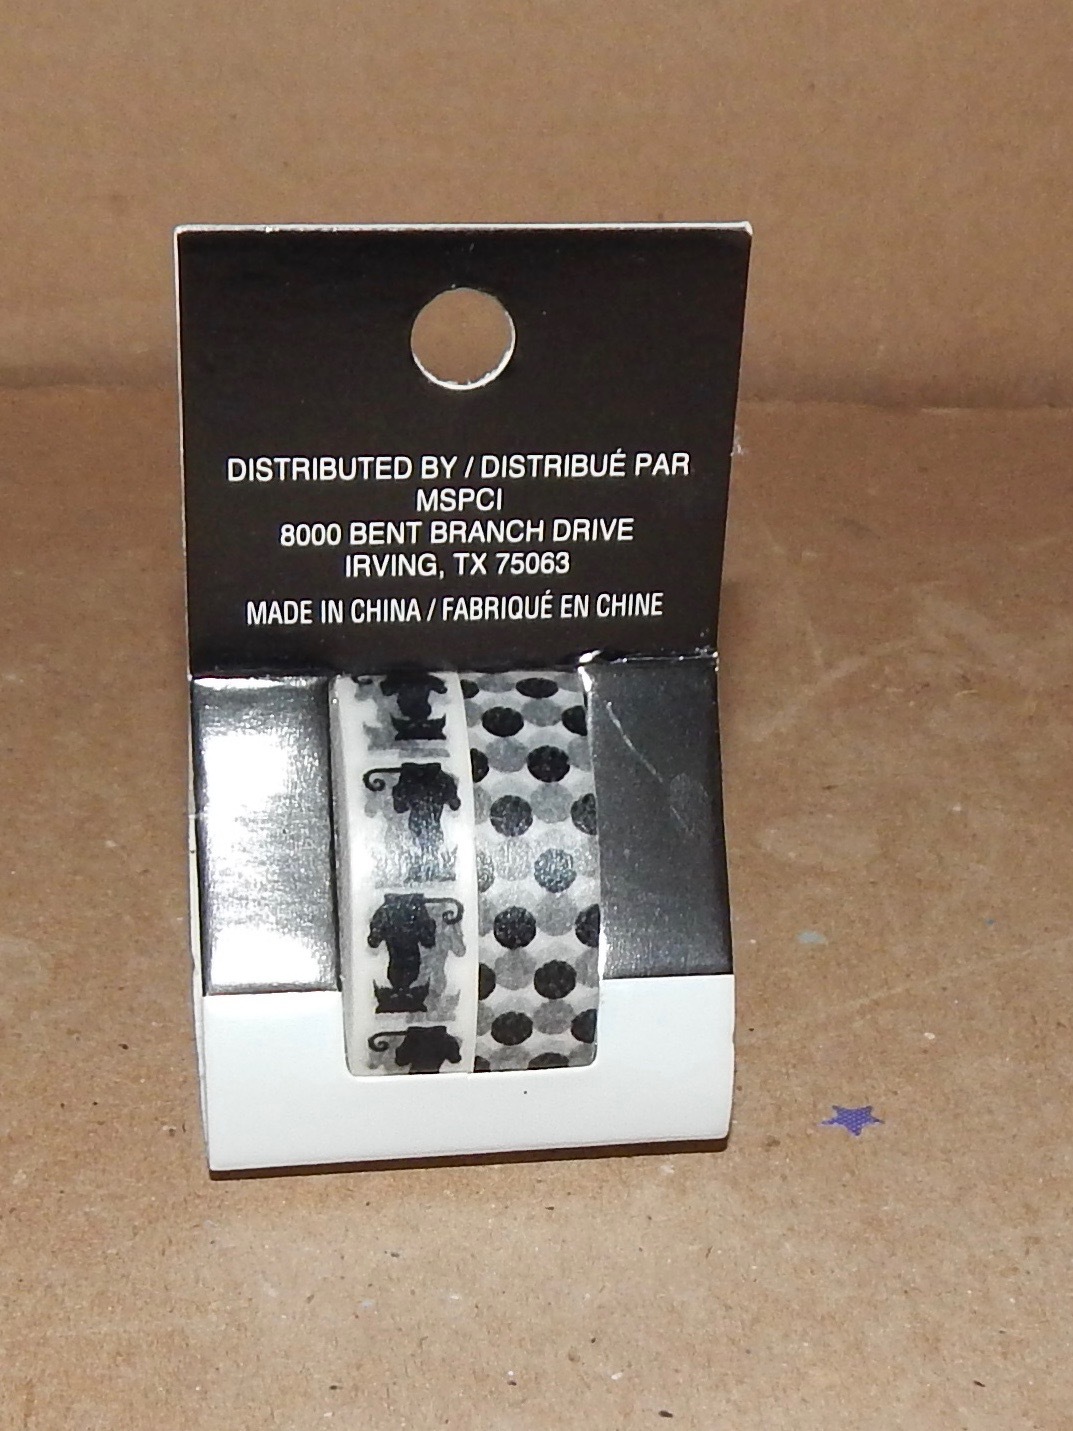 DISTRIBUTED BY / DISTRIBUÉ PAR
MSPCI
8000 BENT BRANCH DRIVE
IRVING, TX 75063
MADE IN CHINA / FABRIQUÉ EN CHINE